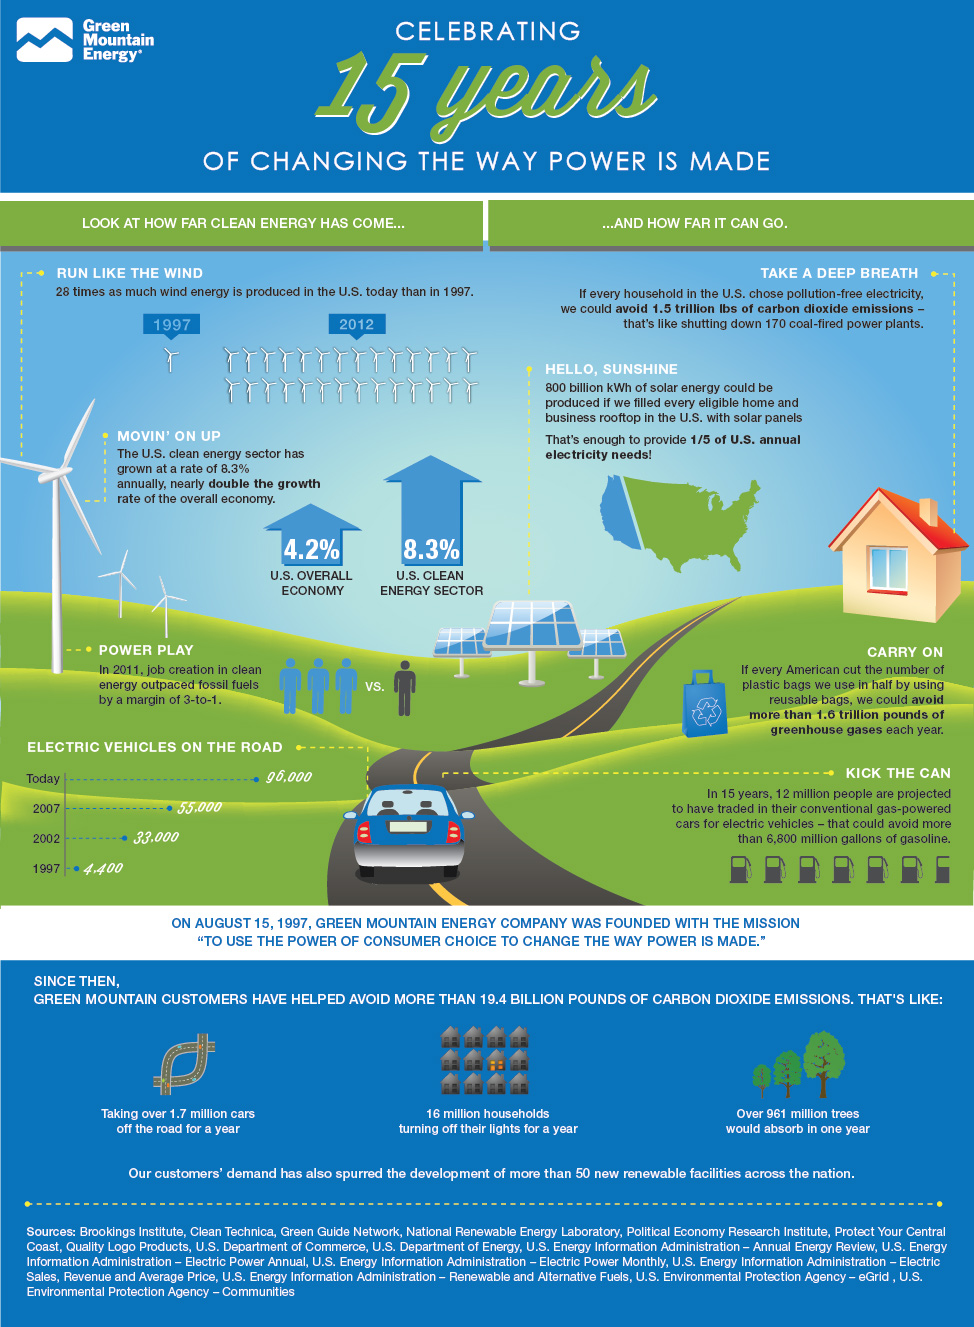 Green
Mountain
Energy®
CELEBRATING
15 years
OF CHANGING THE WAY POWER IS MADE
LOOK AT HOW FAR CLEAN ENERGY HAS COME...
...AND HOW FAR IT CAN GO.
RUN LIKE THE WIND
28 times as much wind energy is produced in the U.S. today than in 1997.
1997
2012
MOVIN' ON UP
The U.S. clean energy sector has
grown at a rate of 8.3%
annually, nearly double the growth
rate of the overall economy.
4.2%
U.S. OVERALL
ECONOMY
8.3%
U.S. CLEAN
ENERGY SECTOR
POWER PLAY
In 2011, job creation in clean
energy outpaced fossil fuels
by a margin of 3-to-1.
VS.
ELECTRIC VEHICLES ON THE ROAD
Today 96,000
2007 55,000
2002 33,000
1997 4,400
TAKE A DEEP BREATH
If every household in the U.S. chose pollution-free electricity,
we could avoid 1.5 trillion lbs of carbon dioxide emissions –
that's like shutting down 170 coal-fired power plants.
HELLO, SUNSHINE
800 billion kWh of solar energy could be
produced if we filled every eligible home and
business rooftop in the U.S. with solar panels
That's enough to provide 1/5 of U.S. annual
electricity needs!
CARRY ON
If every American cut the number of
plastic bags we use in half by using
reusable bags, we could avoid
more than 1.6 trillion pounds of
greenhouse gases each year.
KICK THE CAN
In 15 years, 12 million people are projected
to have traded in their conventional gas-powered
cars for electric vehicles – that could avoid more
than 6,800 million gallons of gasoline.
ON AUGUST 15, 1997, GREEN MOUNTAIN ENERGY COMPANY WAS FOUNDED WITH THE MISSION
“TO USE THE POWER OF CONSUMER CHOICE TO CHANGE THE WAY POWER IS MADE.”
SINCE THEN,
GREEN MOUNTAIN CUSTOMERS HAVE HELPED AVOID MORE THAN 19.4 BILLION POUNDS OF CARBON DIOXIDE EMISSIONS. THAT'S LIKE:
Taking over 1.7 million cars
off the road for a year
16 million households
turning off their lights for a year
Over 961 million trees
would absorb in one year
Our customers' demand has also spurred the development of more than 50 new renewable facilities across the nation.
Sources: Brookings Institute, Clean Technica, Green Guide Network, National Renewable Energy Laboratory, Political Economy Research Institute, Protect Your Central
Coast, Quality Logo Products, U.S. Department of Commerce, U.S. Department of Energy, U.S. Energy Information Administration – Annual Energy Review, U.S. Energy
Information Administration – Electric Power Annual, U.S. Energy Information Administration – Electric Power Monthly, U.S. Energy Information Administration – Electric
Sales, Revenue and Average Price, U.S. Energy Information Administration – Renewable and Alternative Fuels, U.S. Environmental Protection Agency – eGrid , U.S.
Environmental Protection Agency – Communities